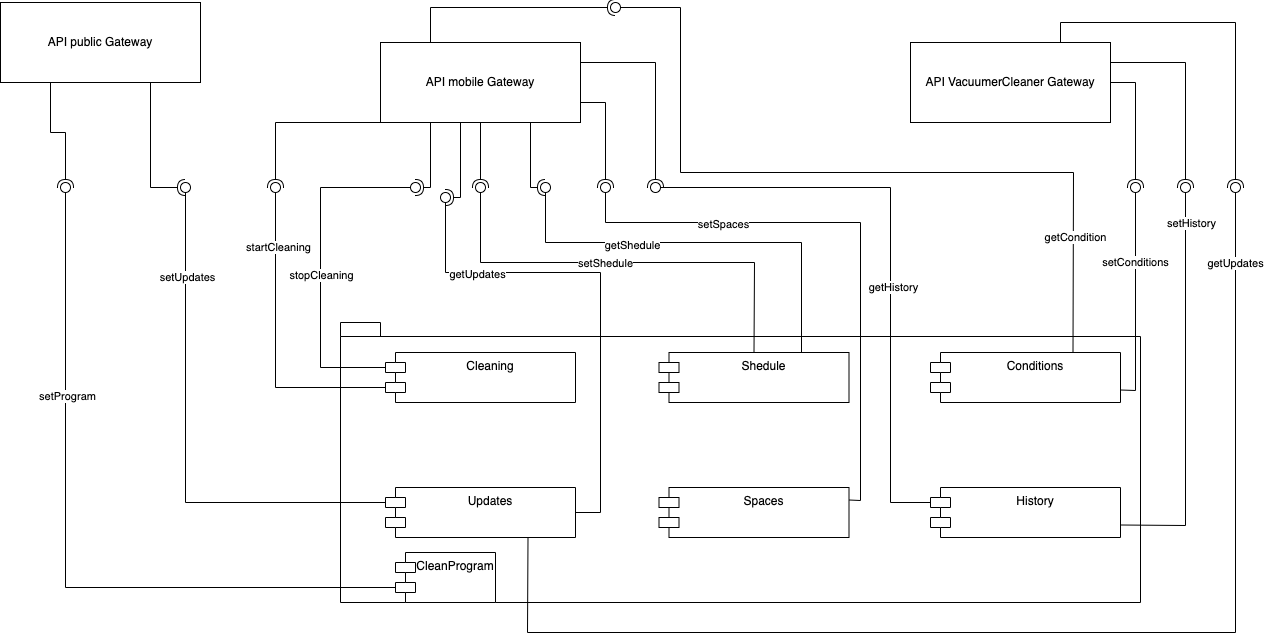 API public Gateway
API mobile Gateway
API VacuumerCleaner Gateway
setSpaces
setHistory
getCondition
startCleaning
getShedule
setShedule
setConditions
getUpdates
stopCleaning
getUpdates
setUpdates
getHistory
Cleaning
Shedule
Conditions
setProgram
Updates
Spaces
History
CleanProgram